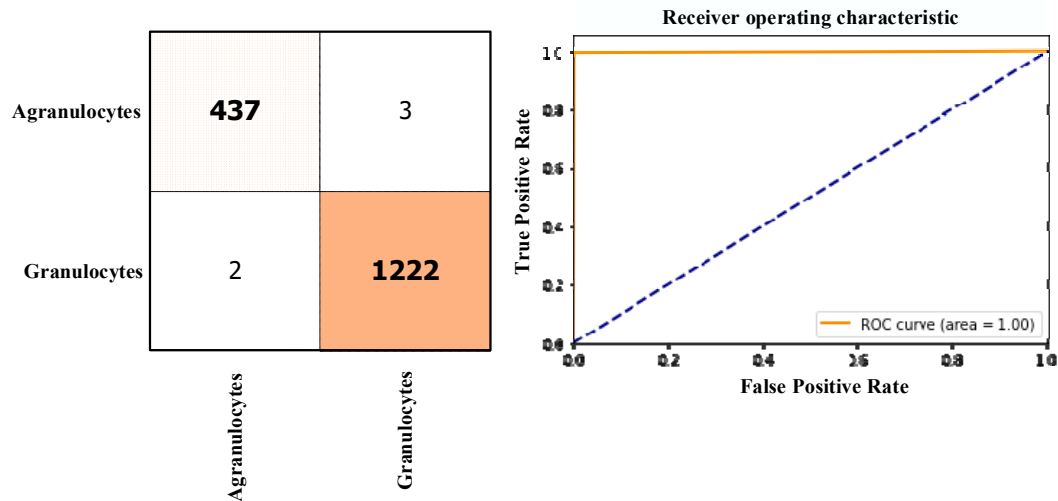 Agranulocytes
437
3
Granulocytes
2
1222
Agranulocytes
Granulocytes
Receiver operating characteristic
True Positive Rate
1.0
0.8
0.6
0.4
0.2
0.0
0.0 0.2 0.4 0.6 0.8 1.0
False Positive Rate
ROC curve (area = 1.00)